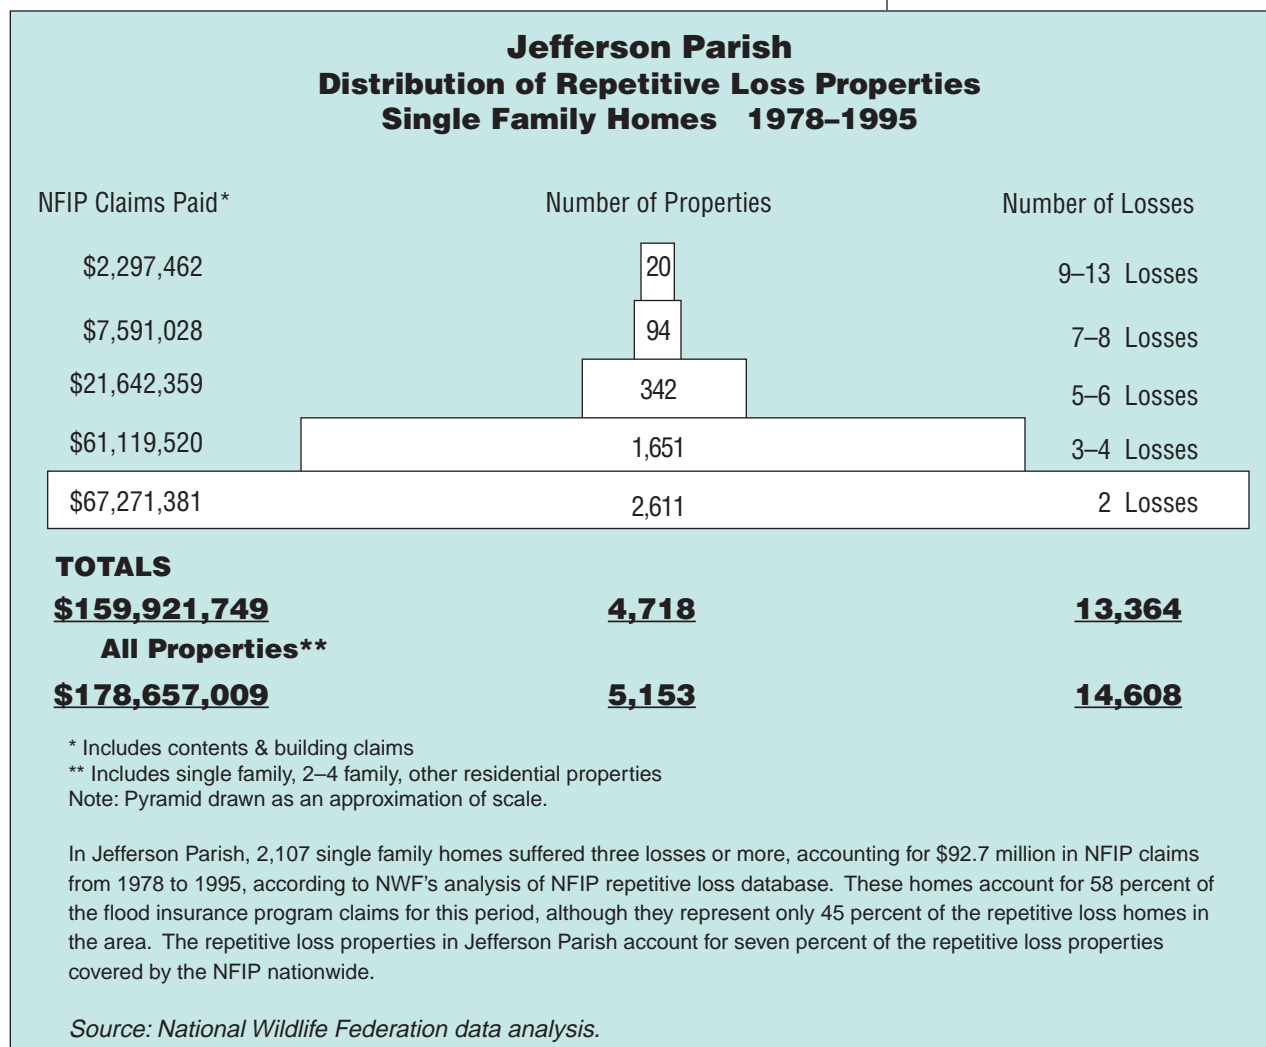 Jefferson Parish
Distribution of Repetitive Loss Properties
Single Family Homes 1978–1995
NFIP Claims Paid* Number of Properties Number of Losses
$2,297,462 20 9–13 Losses
$7,591,028 94 7–8 Losses
$21,642,359 342 5–6 Losses
$61,119,520 1,651 3–4 Losses
$67,271,381 2,611 2 Losses
TOTALS
$159,921,749 4,718 13,364
All Properties**
$178,657,009 5,153 14,608
* Includes contents & building claims
** Includes single family, 2–4 family, other residential properties
Note: Pyramid drawn as an approximation of scale.
In Jefferson Parish, 2,107 single family homes suffered three losses or more, accounting for $92.7 million in NFIP claims
from 1978 to 1995, according to NWF's analysis of NFIP repetitive loss database. These homes account for 58 percent of
the flood insurance program claims for this period, although they represent only 45 percent of the repetitive loss homes in
the area. The repetitive loss properties in Jefferson Parish account for seven percent of the repetitive loss properties
covered by the NFIP nationwide.
Source: National Wildlife Federation data analysis.